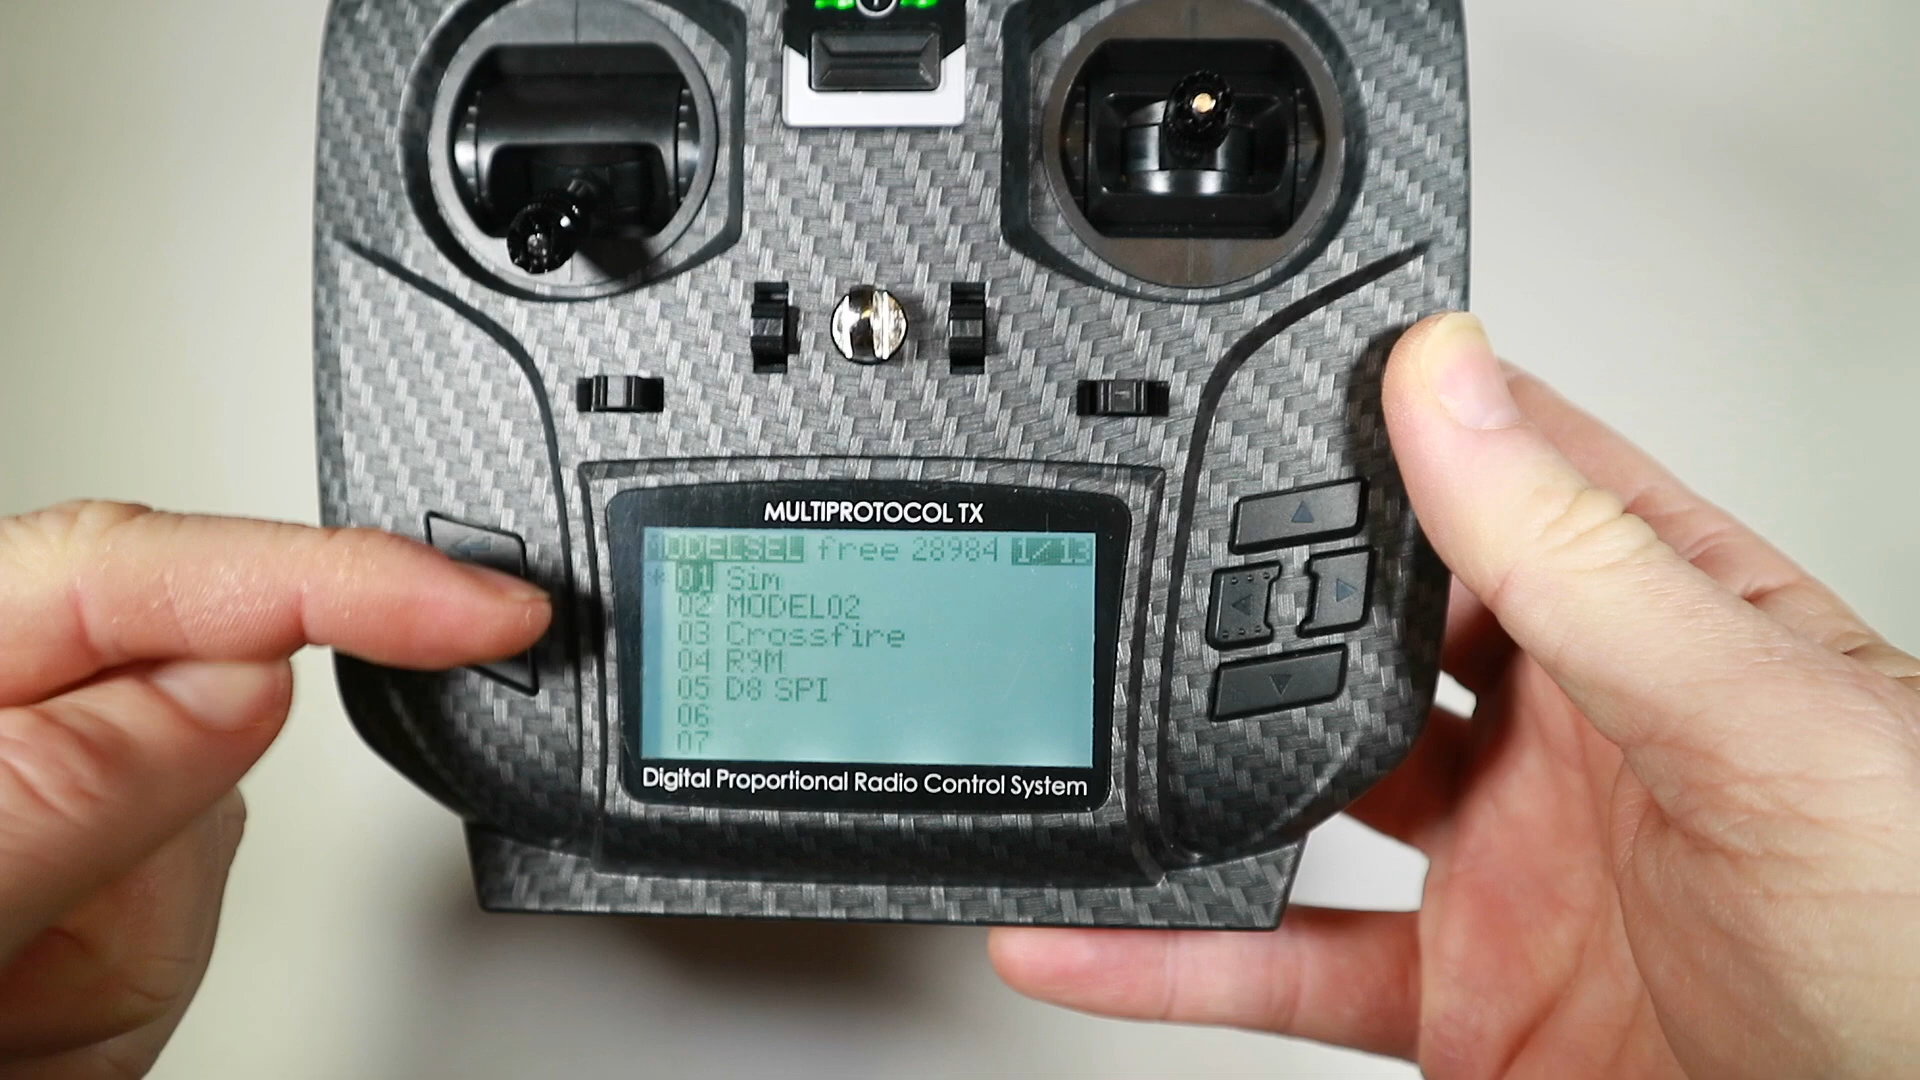 MULTIPROTOCOL TX
MODELSEL free 28984 1/13
* 01 Sim
02 MODEL02
03 Crossfire
04 R9M
05 D8 SPI
06
07
Digital Proportional Radio Control System